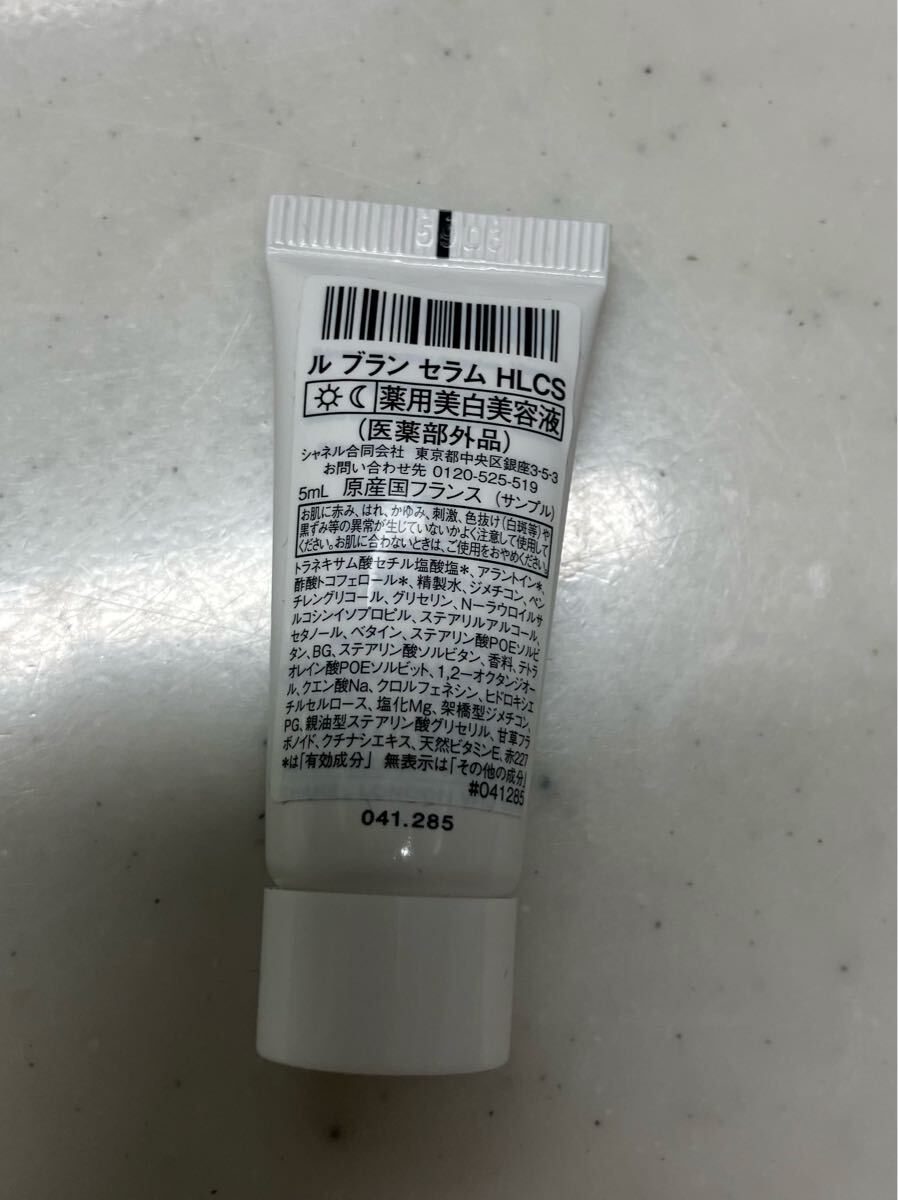 ル ブラン セラム HLCS
薬用美白美容液
(医薬部外品)
シャネル合同会社 東京都中央区銀座3-5-3
お問い合わせ先 0120-525-519
5mL 原産国フランス (サンプル)
お肌に赤み、はれ、かゆみ、刺激、色抜け(白斑等)や
黒ずみ等の異常が生じていないかよく注意して使用して
ください。お肌に合わないときは、ご使用をおやめください。
トラネキサム酸セチル塩酸塩*、アラントイン*、
酢酸トコフェロール*、精製水、ジメチコン、ペン
チレングリコール、グリセリン、N-ラウロイルサ
ルコシンイソプロピル、ステアリルアルコール、
セタノール、ベタイン、ステアリン酸POEソルビ
タン、BG、ステアリン酸ソルビタン、香料、テトラ
オレイン酸POEソルビット、1,2-オクタンジオー
ル、クエン酸Na、クロルフェネシン、ヒドロキシエ
チルセルロース、塩化Mg、架橋型ジメチコン、
PG、親油型ステアリン酸グリセリル、甘草フラ
ボノイド、クチナシエキス、天然ビタミンE、赤227
*は「有効成分」 無表示は「その他の成分」
#041285
041.285